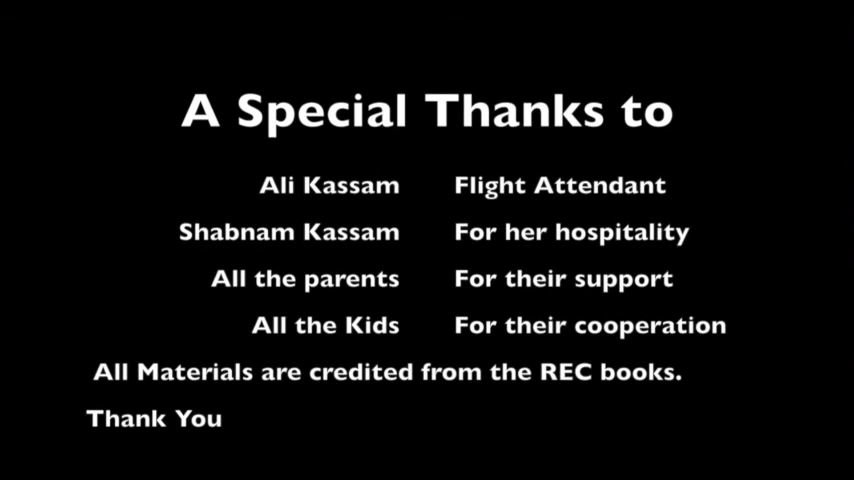 A Special Thanks to
Ali Kassam Flight Attendant
Shabnam Kassam For her hospitality
All the parents For their support
All the Kids For their cooperation
All Materials are credited from the REC books.
Thank You